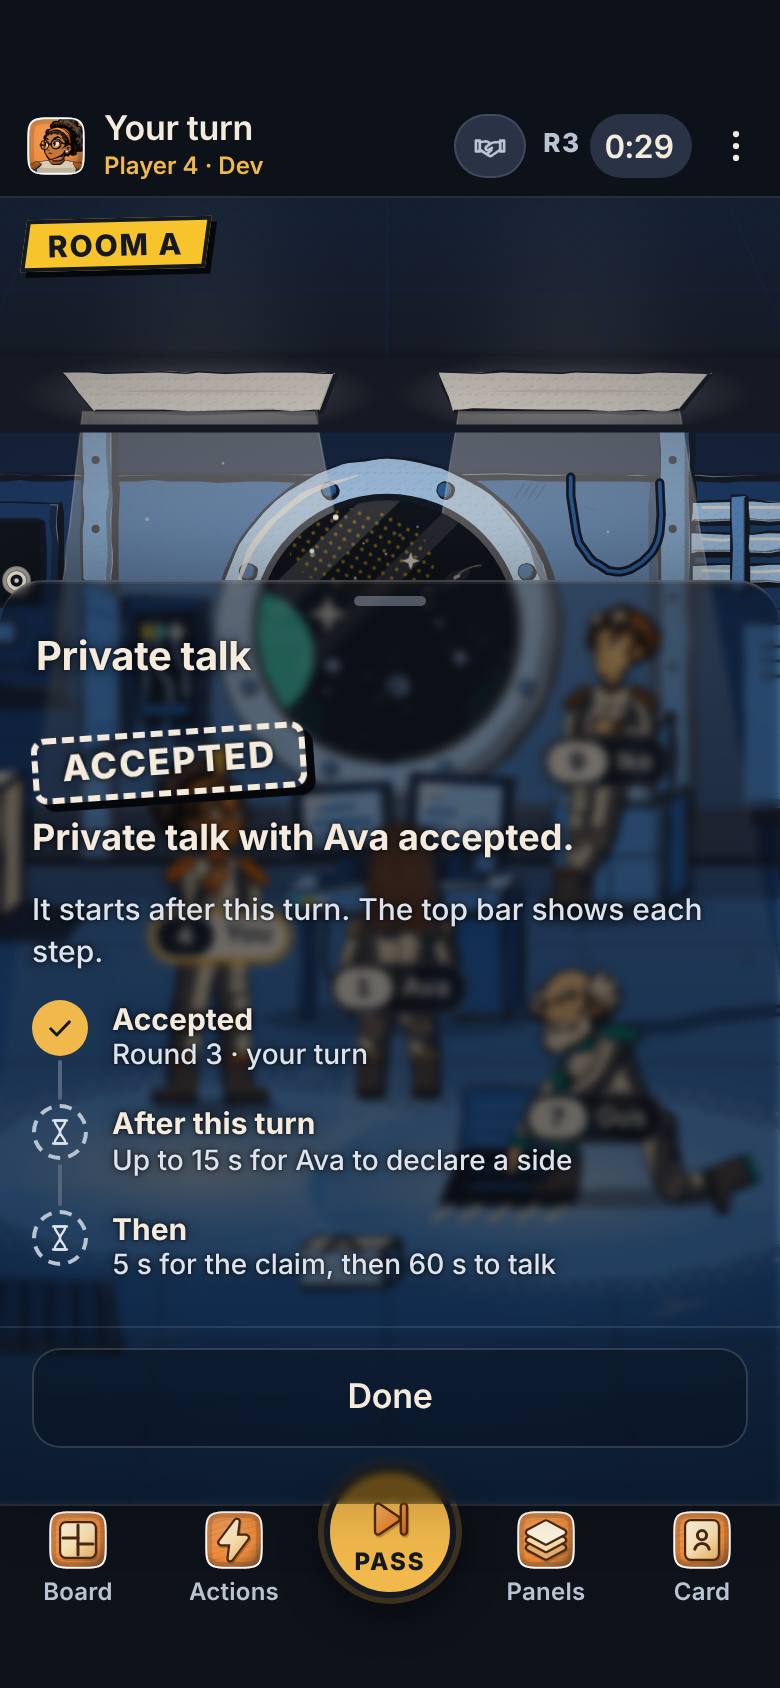 Your turn
Player 4 · Dev
R3
0:29
ROOM A
Private talk
ACCEPTED
Private talk with Ava accepted.
It starts after this turn. The top bar shows each
step.
Accepted
Round 3 · your turn
After this turn
Up to 15 s for Ava to declare a side
Then
5 s for the claim, then 60 s to talk
Done
PASS
Board
Actions
Panels
Card